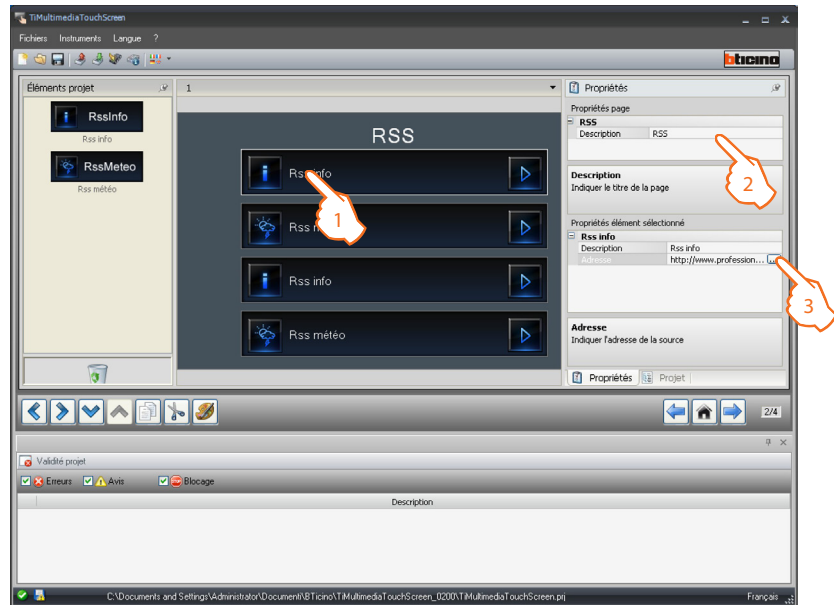 TiMultimediaTouchScreen
Fichiers Instruments Langue ?
bticino
Éléments projet
RssInfo
Rss info
RssMeteo
Rss météo
1
RSS
Rss info
Rss m
Rss info
Rss météo
1
Propriétés
Propriétés page
RSS
Description RSS
Description
Indiquer le titre de la page
2
Propriétés élément sélectionné
Rss info
Description Rss info
Adresse http://www.profession... ...
3
Adresse
Indiquer l'adresse de la source
Propriétés Projet
2/4
Validité projet
Erreurs Avis Blocage
Description
C:\Documents and Settings\Administrator\Documenti\BTicino\TiMultimediaTouchScreen_0200\TiMultimediaTouchScreen.prj
Français